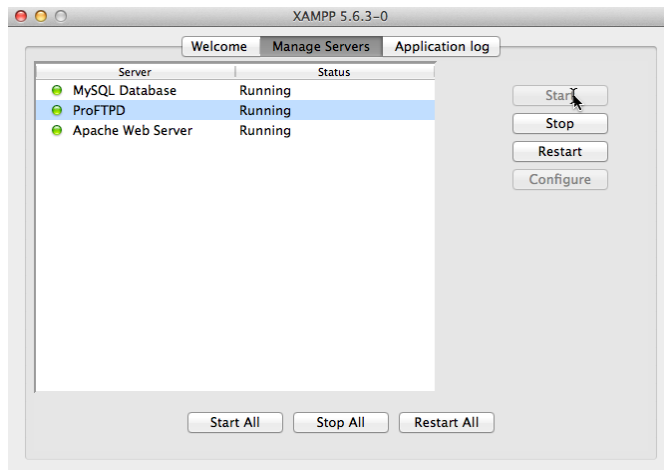 XAMPP 5.6.3-0
Welcome Manage Servers Application log
Server Status
MySQL Database Running
ProFTPD Running
Apache Web Server Running
Start
Stop
Restart
Configure
Start All Stop All Restart All